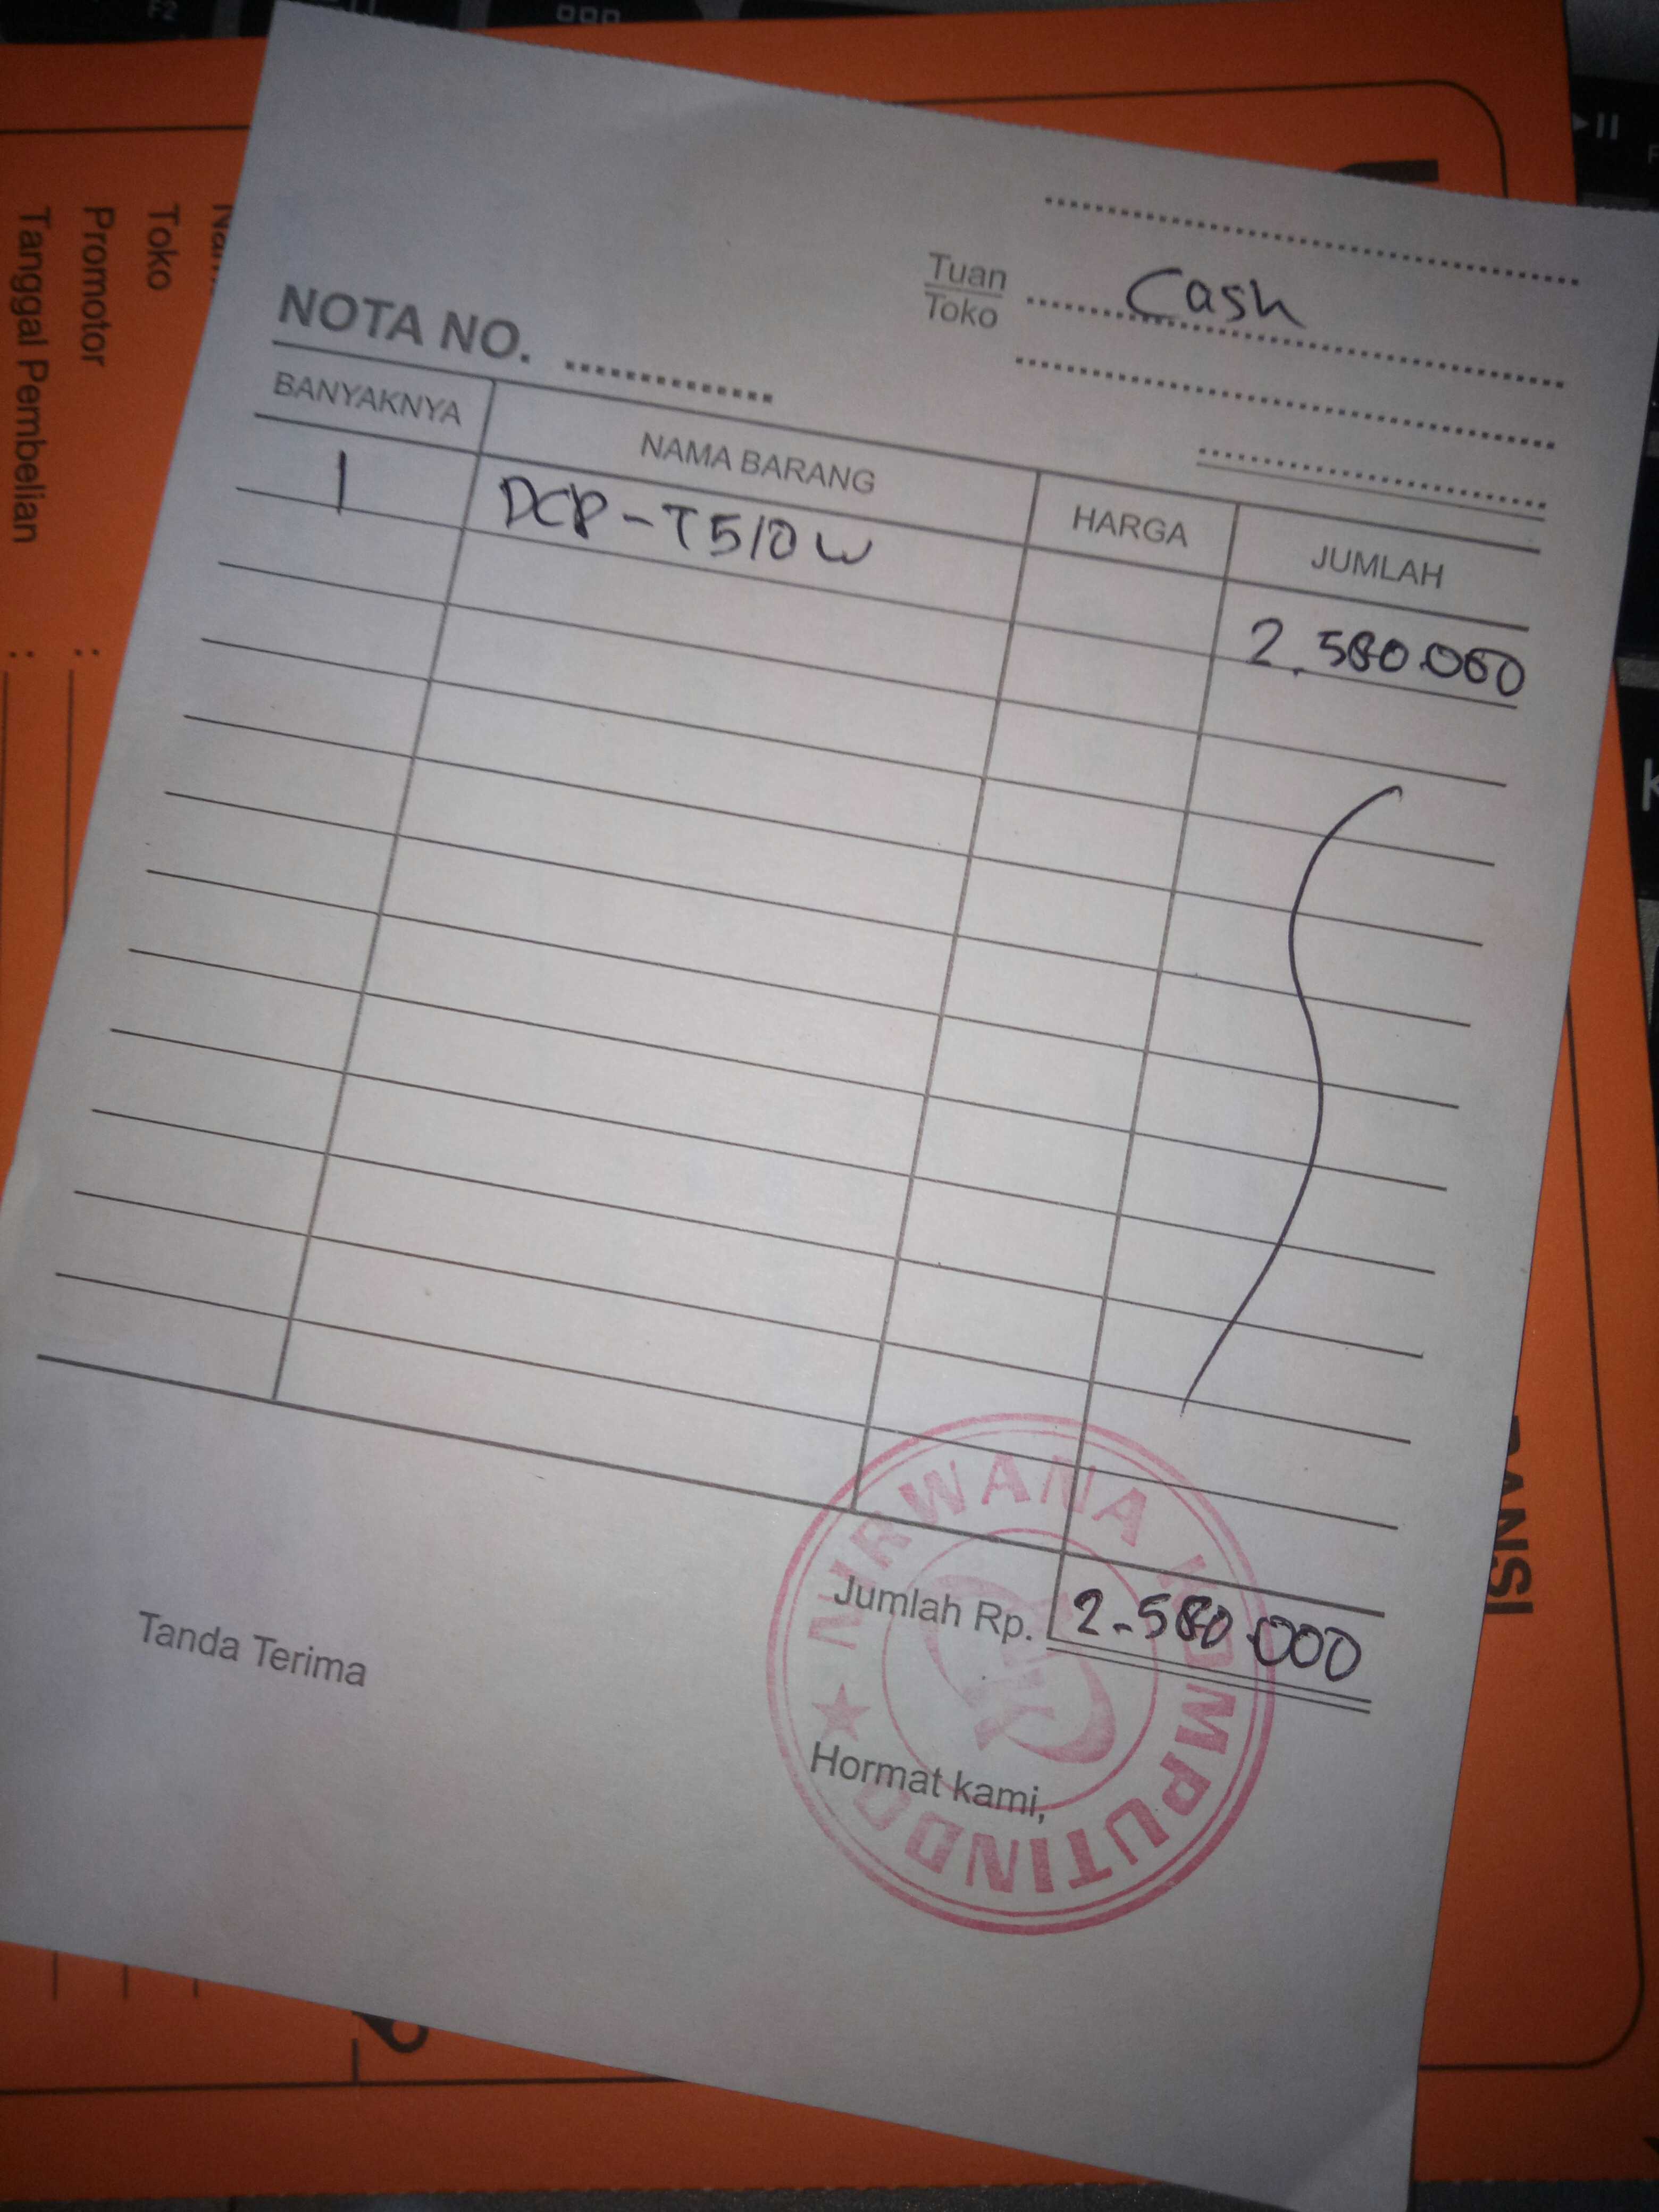 Tuan
Toko
Cash
NOTA NO.
BANYAKNYA NAMA BARANG HARGA JUMLAH
1 DCP-T510W 2.580.000
Jumlah Rp. 2.580.000
Tanda Terima
Hormat kami,
NIRWANA KOMPUTINDO
Toko
Promotor :
Tanggal Pembelian :
F2